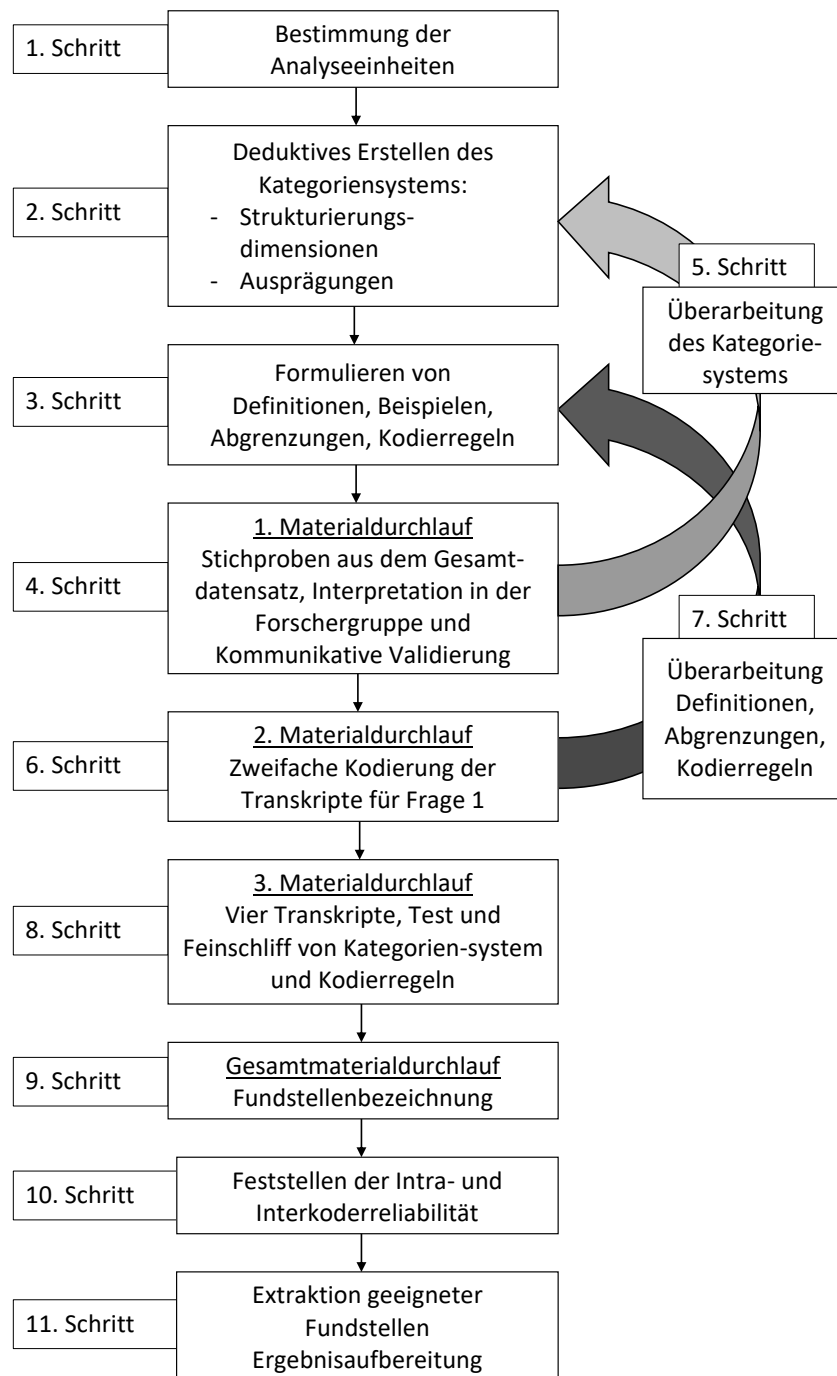 1. Schritt
Bestimmung der
Analyseeinheiten
2. Schritt
Deduktives Erstellen des
Kategoriensystems:
- Strukturierungs-
dimensionen
- Ausprägungen
3. Schritt
Formulieren von
Definitionen, Beispielen,
Abgrenzungen, Kodierregeln
4. Schritt
1. Materialdurchlauf
Stichproben aus dem Gesamt-
datensatz, Interpretation in der
Forschergruppe und
Kommunikative Validierung
5. Schritt
Überarbeitung
des Kategorie-
systems
6. Schritt
2. Materialdurchlauf
Zweifache Kodierung der
Transkripte für Frage 1
7. Schritt
Überarbeitung
Definitionen,
Abgrenzungen,
Kodierregeln
8. Schritt
3. Materialdurchlauf
Vier Transkripte, Test und
Feinschliff von Kategorien-system
und Kodierregeln
9. Schritt
Gesamtmaterialdurchlauf
Fundstellenbezeichnung
10. Schritt
Feststellen der Intra- und
Interkoderreliabilität
11. Schritt
Extraktion geeigneter
Fundstellen
Ergebnisaufbereitung